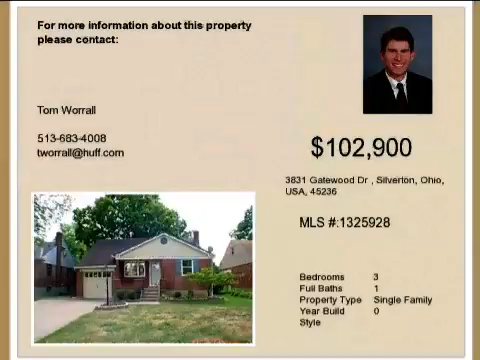 For more information about this property
please contact:
Tom Worrall
513-683-4008
tworrall@huff.com
$102,900
3831 Gatewood Dr , Silverton, Ohio,
USA, 45236
MLS #:1325928
Bedrooms 3
Full Baths 1
Property Type Single Family
Year Build 0
Style